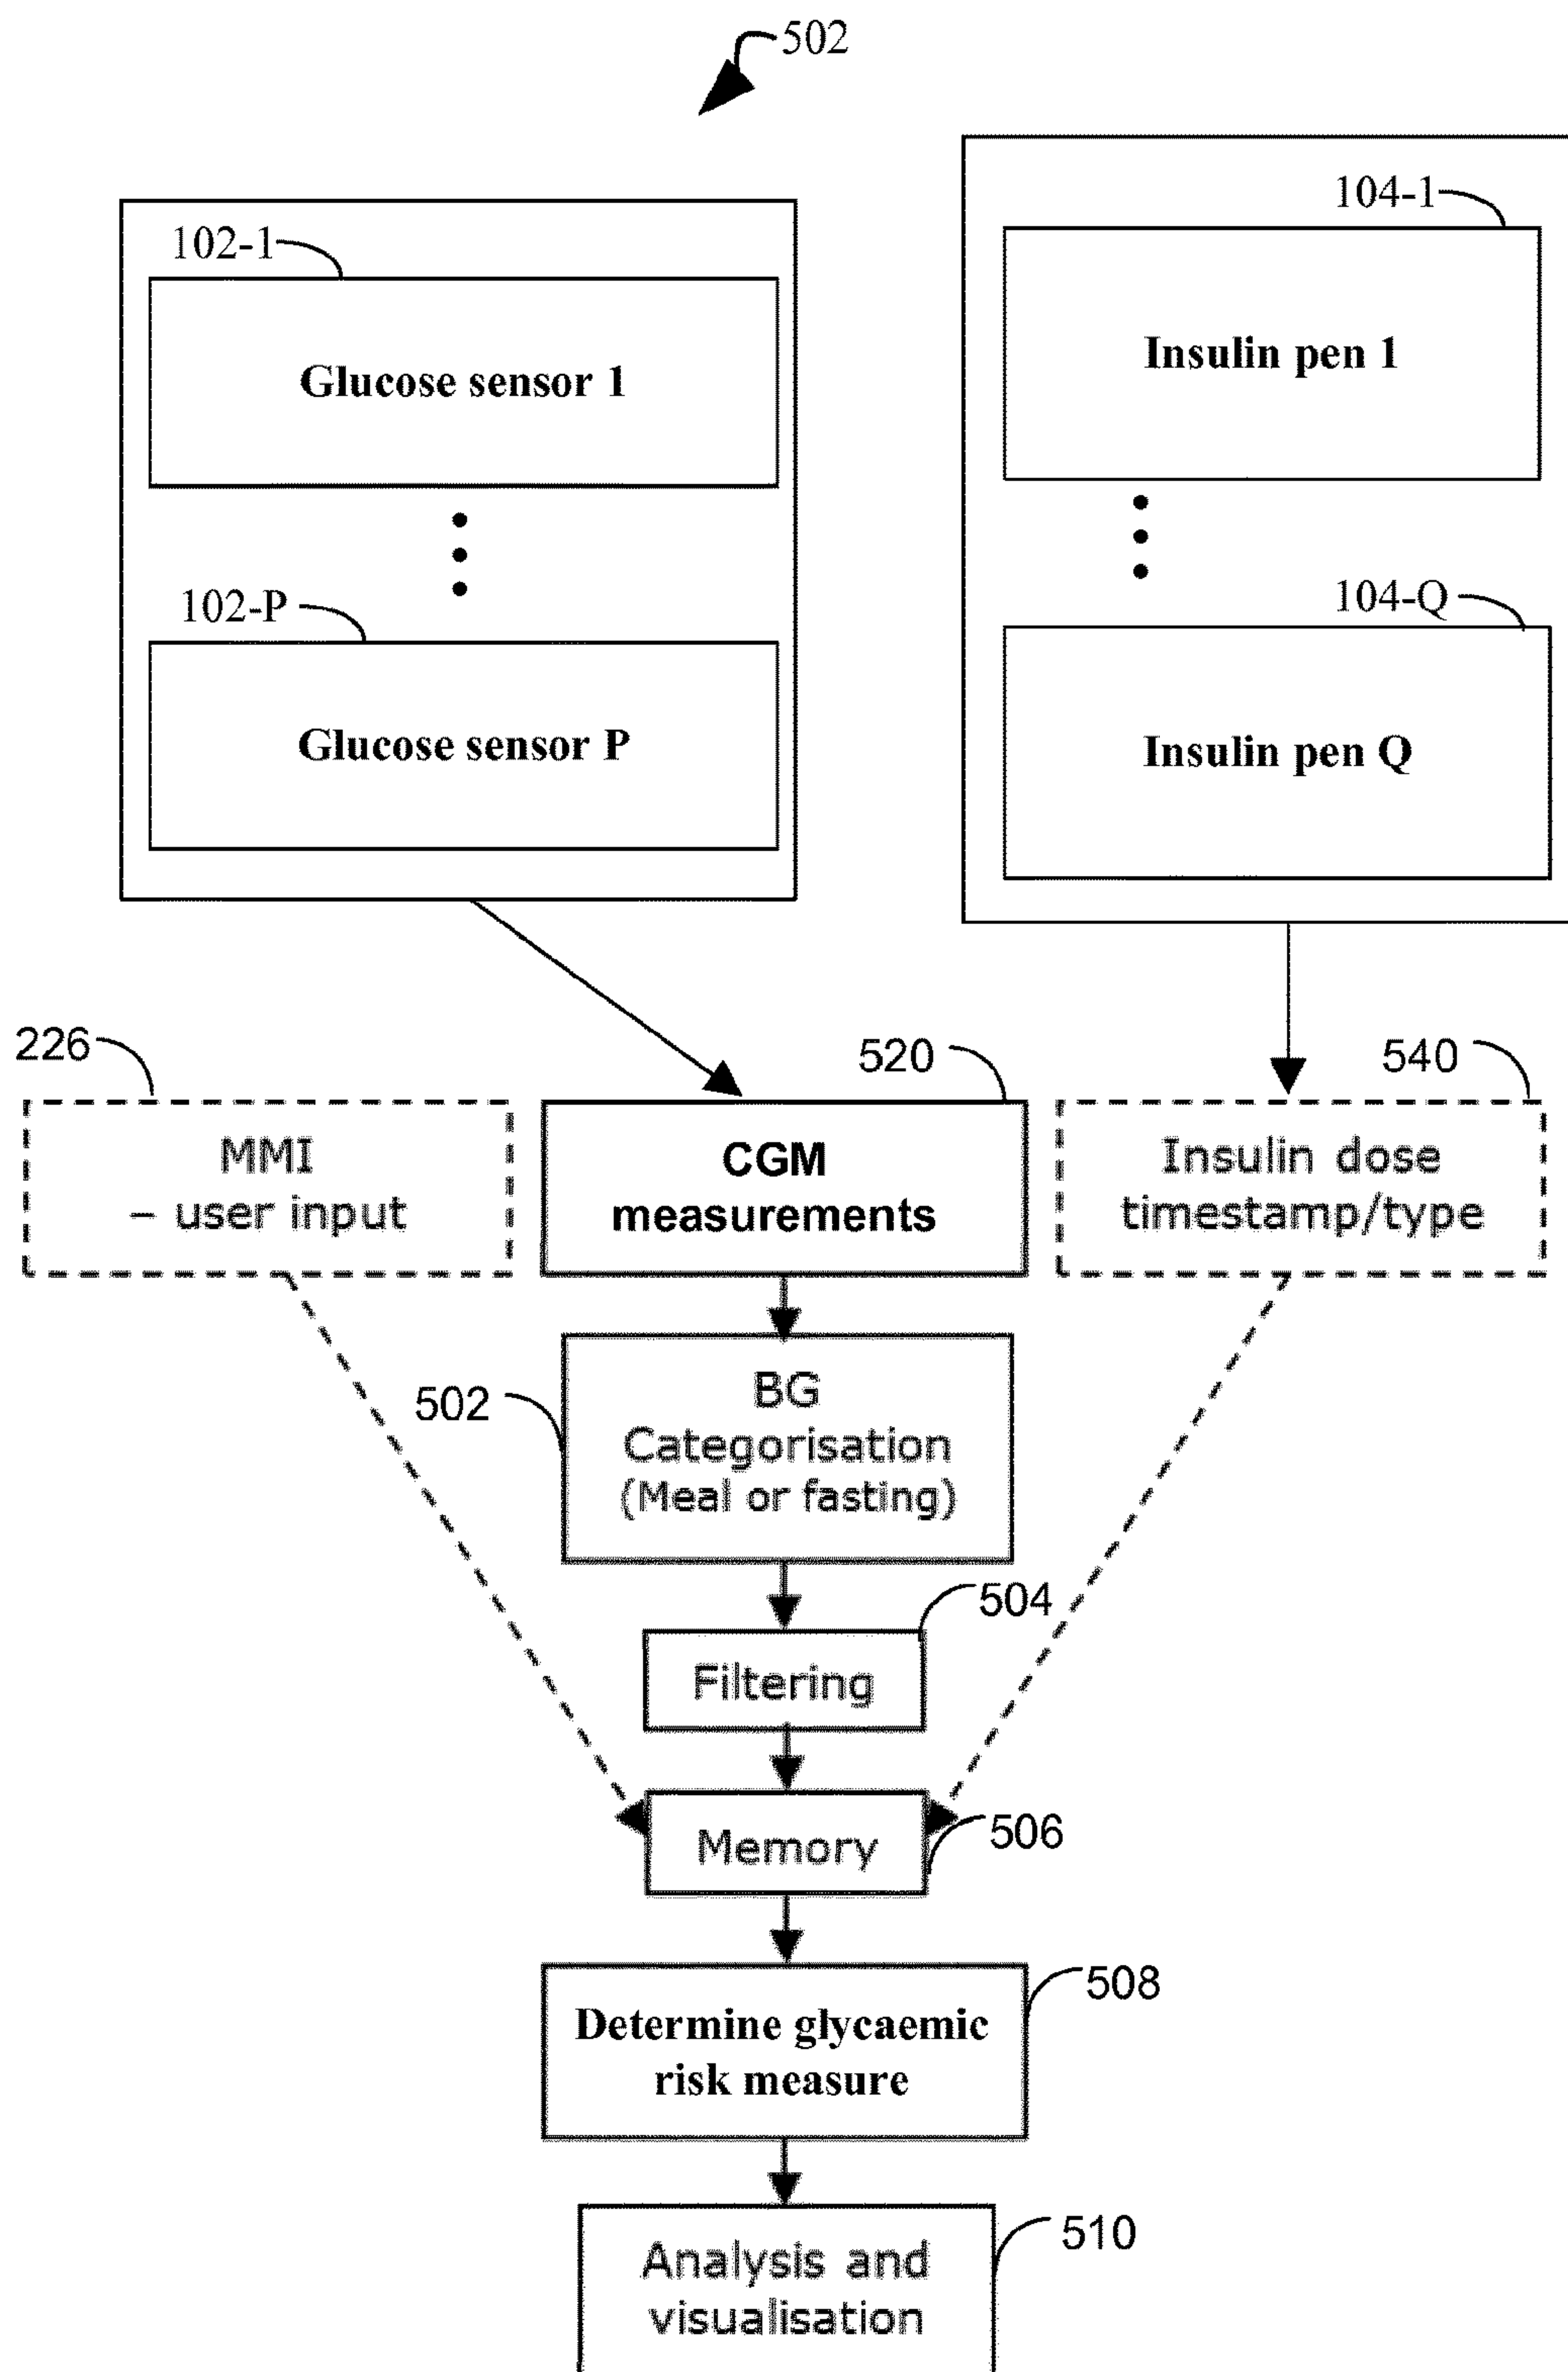 502
102-1
Glucose sensor 1
102-P
Glucose sensor P
104-1
Insulin pen 1
104-Q
Insulin pen Q
226
MMI
– user input
520
CGM
measurements
540
Insulin dose
timestamp/type
502
BG
Categorisation
(Meal or fasting)
504
Filtering
506
Memory
508
Determine glycaemic
risk measure
510
Analysis and
visualisation